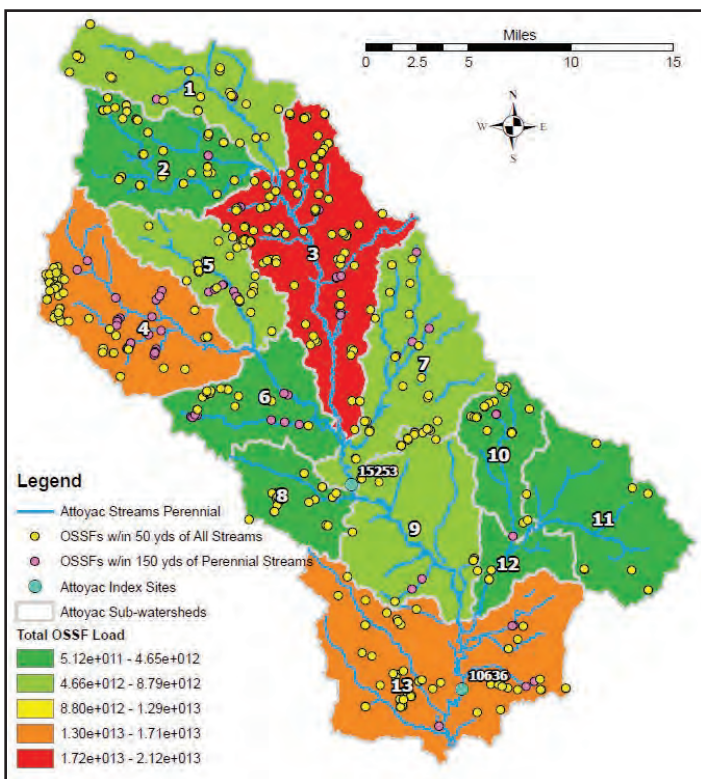 Miles
0 2.5 5 10 15
N
W E
S
1
2
3
5
4
7
6
10
15253
8
11
9
12
10636
13
Legend
Attoyac Streams Perennial
OSSFs w/in 50 yds of All Streams
OSSFs w/in 150 yds of Perennial Streams
Attoyac Index Sites
Attoyac Sub-watersheds
Total OSSF Load
5.12e+011 - 4.65e+012
4.66e+012 - 8.79e+012
8.80e+012 - 1.29e+013
1.30e+013 - 1.71e+013
1.72e+013 - 2.12e+013